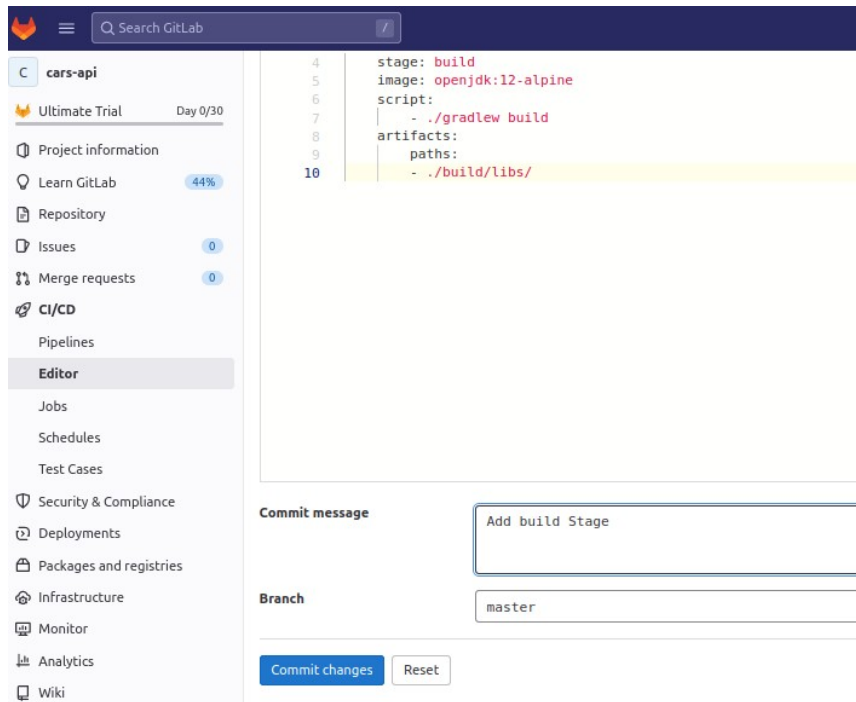 Search GitLab /
C cars-api
Ultimate Trial Day 0/30
Project information
Learn GitLab 44%
Repository
Issues 0
Merge requests 0
CI/CD
Pipelines
Editor
Jobs
Schedules
Test Cases
Security & Compliance
Deployments
Packages and registries
Infrastructure
Monitor
Analytics
Wiki
4 stage: build
5 image: openjdk:12-alpine
6 script:
7 - ./gradlew build
8 artifacts:
9 paths:
10 - ./build/libs/
Commit message
Add build Stage
Branch
master
Commit changes Reset